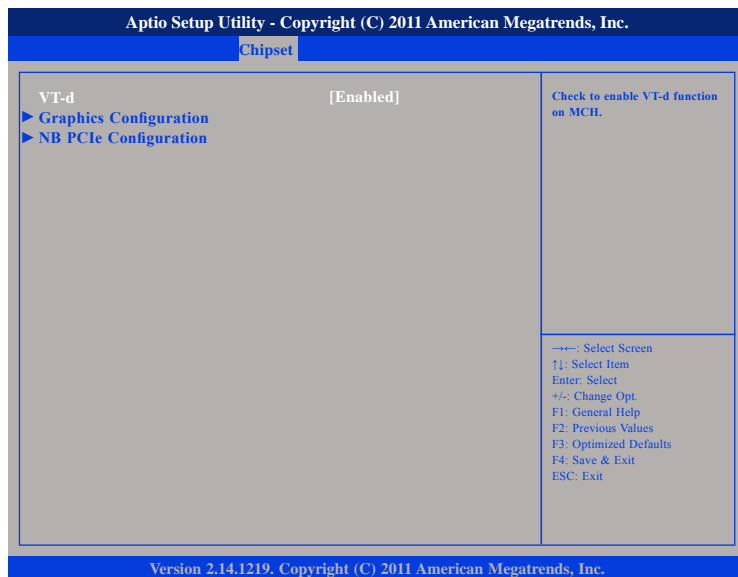 Aptio Setup Utility - Copyright (C) 2011 American Megatrends, Inc.
Chipset
VT-d [Enabled]
▶ Graphics Configuration
▶ NB PCIe Configuration
Check to enable VT-d function
on MCH.
→←: Select Screen
↑↓: Select Item
Enter: Select
+/-: Change Opt.
F1: General Help
F2: Previous Values
F3: Optimized Defaults
F4: Save & Exit
ESC: Exit
Version 2.14.1219. Copyright (C) 2011 American Megatrends, Inc.